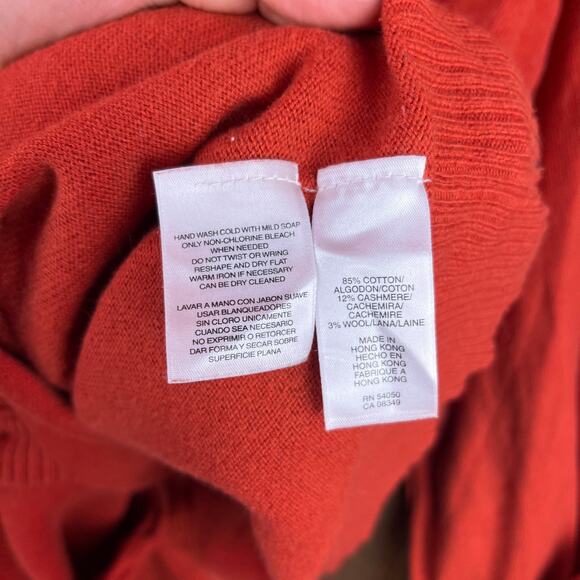 HAND WASH COLD WITH MILD SOAP
ONLY NON-CHLORINE BLEACH
WHEN NEEDED
DO NOT TWIST OR WRING
RESHAPE AND DRY FLAT
WARM IRON IF NECESSARY
CAN BE DRY CLEANED
LAVAR A MANO CON JABON SUAVE
USAR BLANQUEADORES
SIN CLORO UNICAMENTE
CUANDO SEA NECESARIO
NO EXPRIMIR O RETORCER
DAR FORMA Y SECAR SOBRE
SUPERFICIE PLANA
85% COTTON/
ALGODON/COTON
12% CASHMERE/
CACHEMIRA/
CACHEMIRE
3% WOOL/LANA/LAINE
MADE IN
HONG KONG
HECHO EN
HONG KONG
FABRIQUE A
HONG KONG
RN 54050
CA 08349